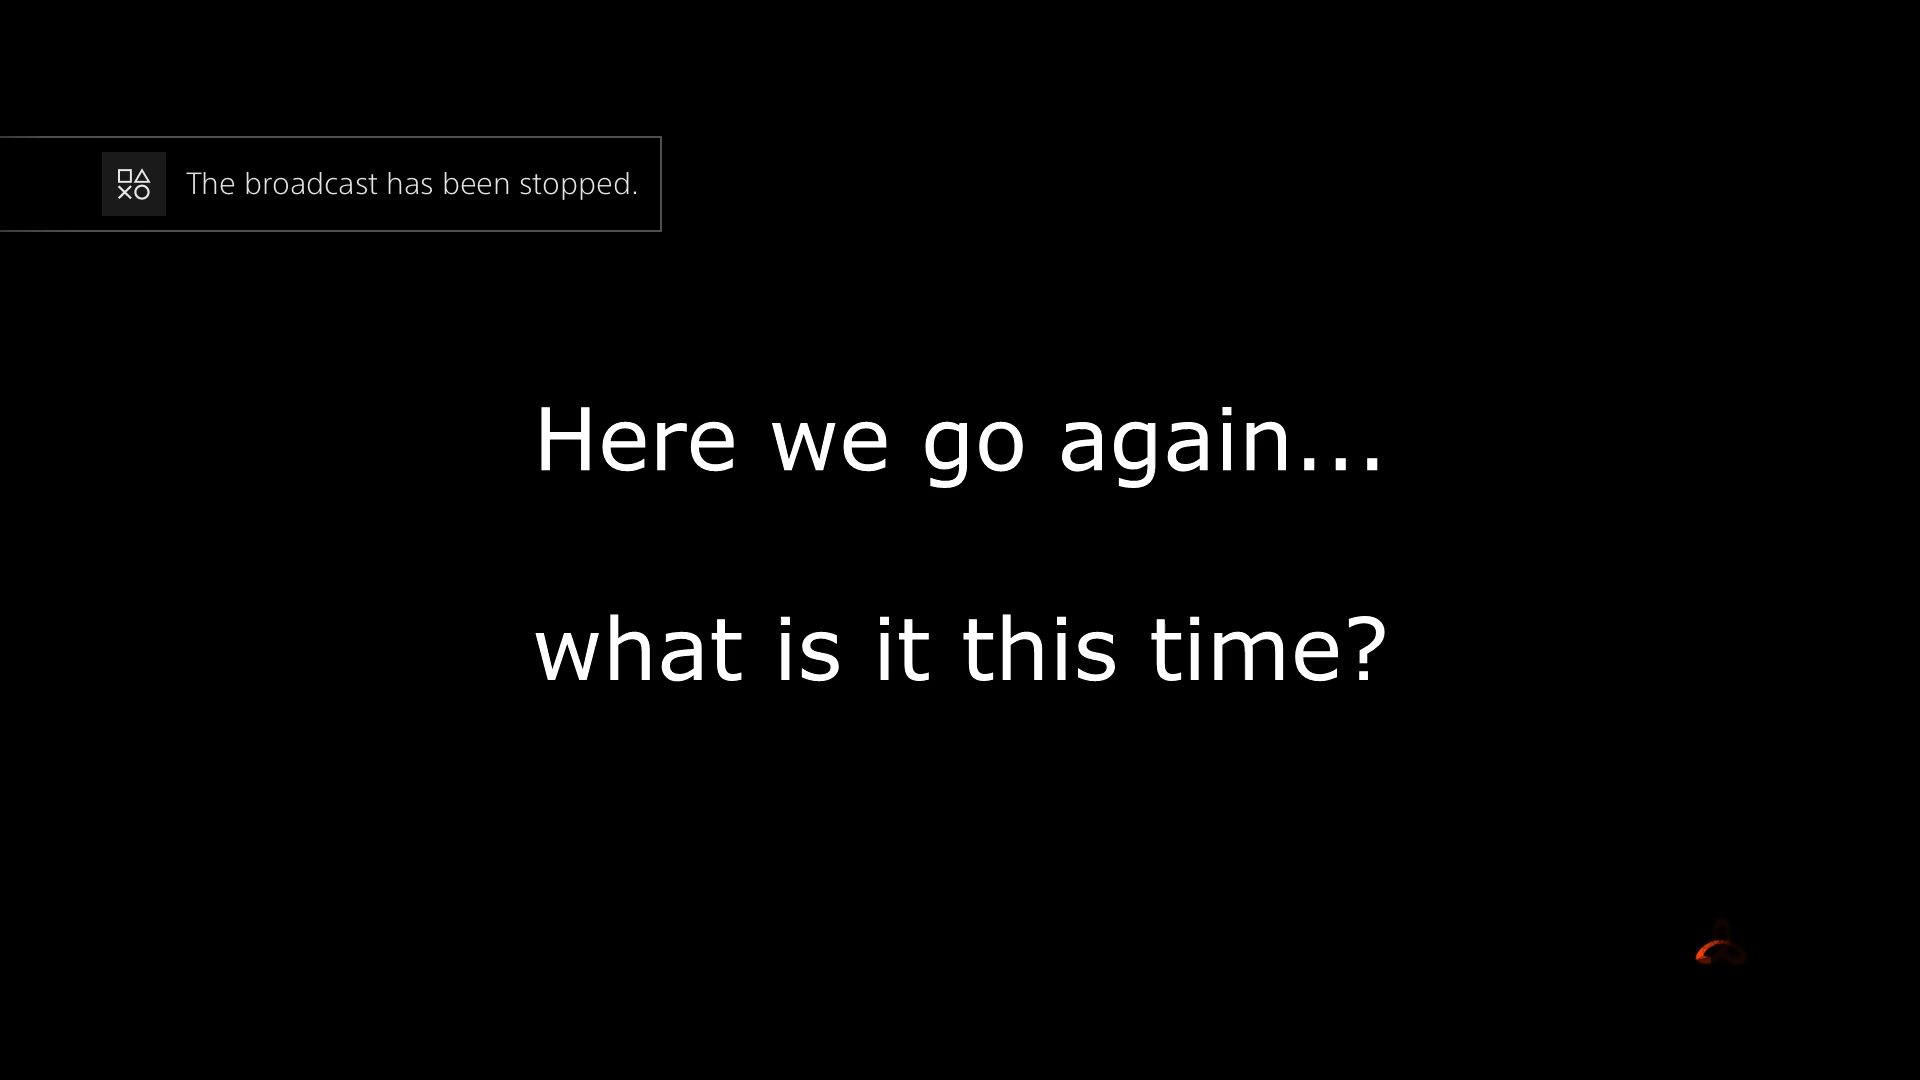 The broadcast has been stopped.
Here we go again...
what is it this time?